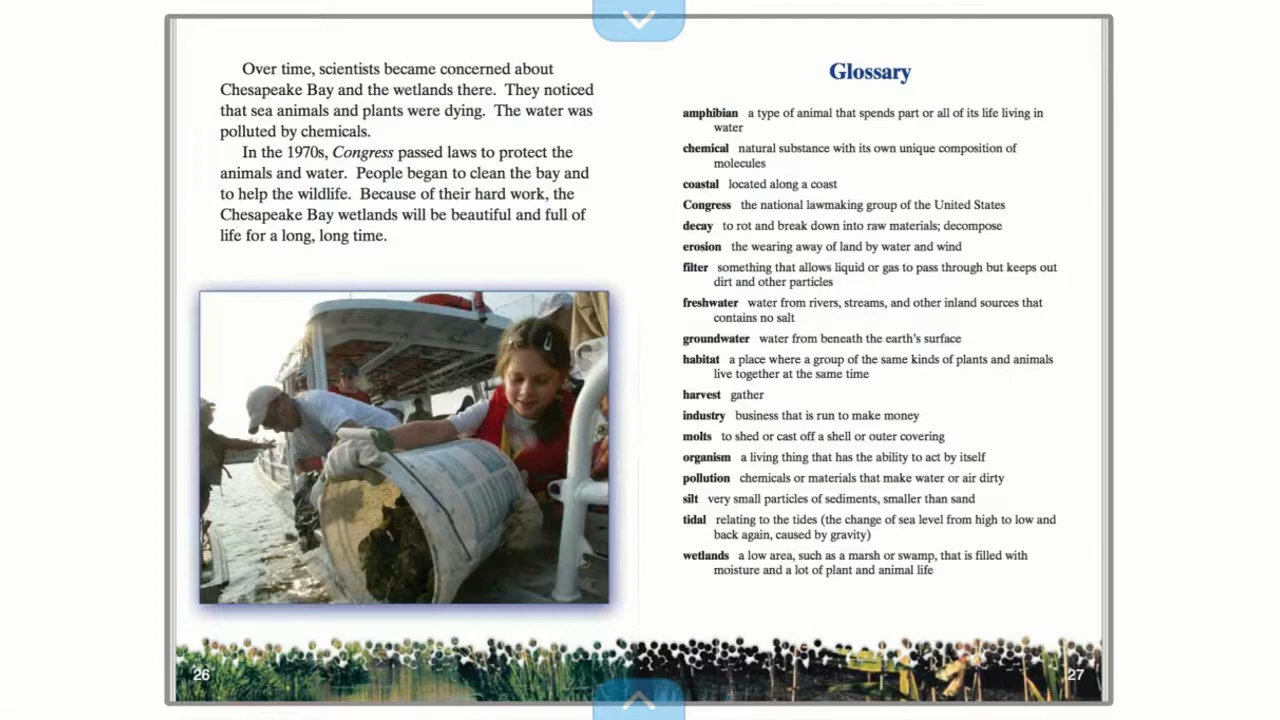 Over time, scientists became concerned about
Chesapeake Bay and the wetlands there. They noticed
that sea animals and plants were dying. The water was
polluted by chemicals.
In the 1970s, Congress passed laws to protect the
animals and water. People began to clean the bay and
to help the wildlife. Because of their hard work, the
Chesapeake Bay wetlands will be beautiful and full of
life for a long, long time.
26
Glossary
amphibian a type of animal that spends part or all of its life living in
water
chemical natural substance with its own unique composition of
molecules
coastal located along a coast
Congress the national lawmaking group of the United States
decay to rot and break down into raw materials; decompose
erosion the wearing away of land by water and wind
filter something that allows liquid or gas to pass through but keeps out
dirt and other particles
freshwater water from rivers, streams, and other inland sources that
contains no salt
groundwater water from beneath the earth's surface
habitat a place where a group of the same kinds of plants and animals
live together at the same time
harvest gather
industry business that is run to make money
molts to shed or cast off a shell or outer covering
organism a living thing that has the ability to act by itself
pollution chemicals or materials that make water or air dirty
silt very small particles of sediments, smaller than sand
tidal relating to the tides (the change of sea level from high to low and
back again, caused by gravity)
wetlands a low area, such as a marsh or swamp, that is filled with
moisture and a lot of plant and animal life
27